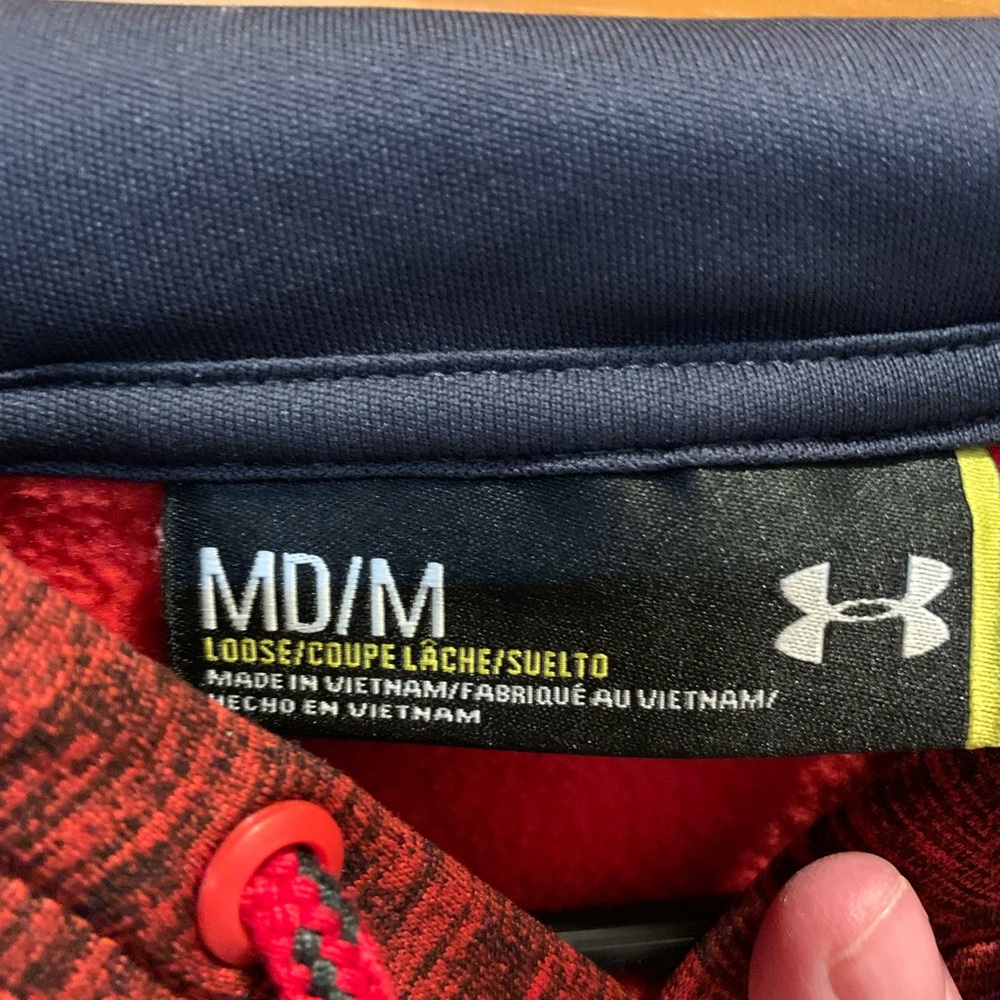 MD/M
LOOSE/COUPE LÂCHE/SUELTO
MADE IN VIETNAM/FABRIQUÉ AU VIETNAM/
HECHO EN VIETNAM